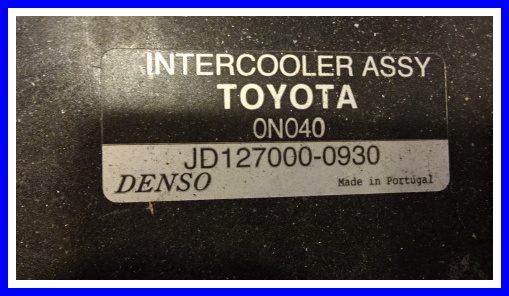 INTERCOOLER ASSY
TOYOTA
0N040
JD127000-0930
DENSO Made in Portugal